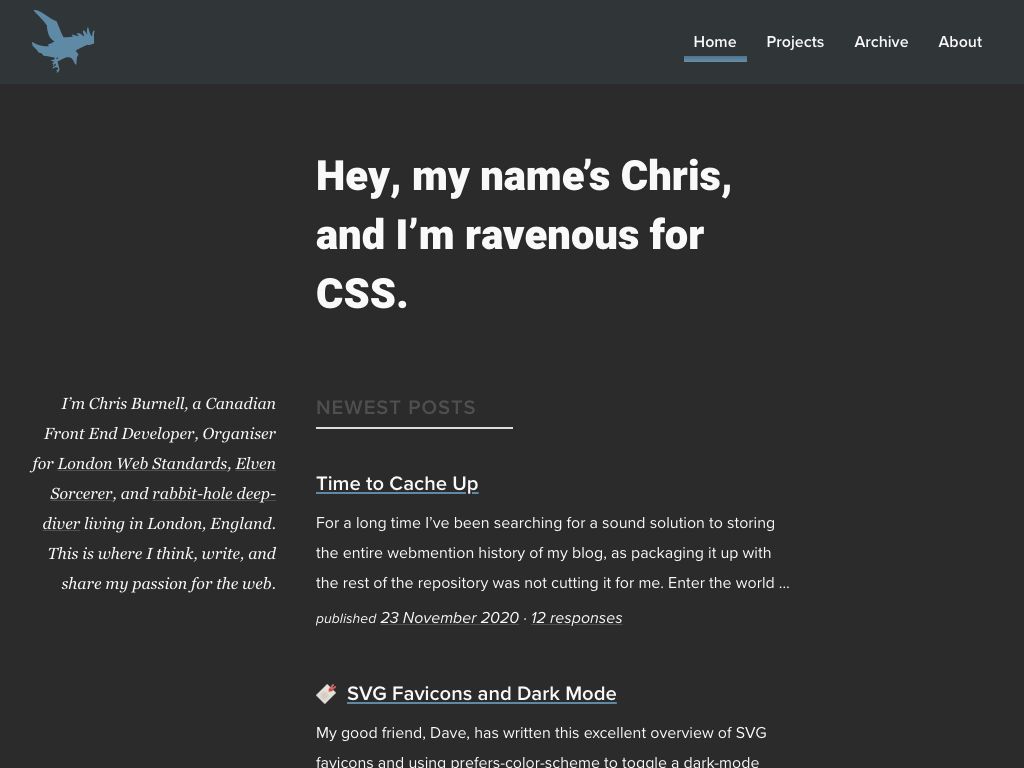 Home Projects Archive About
Hey, my name’s Chris,
and I’m ravenous for
CSS.
I’m Chris Burnell, a Canadian
Front End Developer, Organiser
for London Web Standards, Elven
Sorcerer, and rabbit-hole deep-
diver living in London, England.
This is where I think, write, and
share my passion for the web.
NEWEST POSTS
Time to Cache Up
For a long time I’ve been searching for a sound solution to storing
the entire webmention history of my blog, as packaging it up with
the rest of the repository was not cutting it for me. Enter the world …
published 23 November 2020 · 12 responses
SVG Favicons and Dark Mode
My good friend, Dave, has written this excellent overview of SVG
favicons and using prefers-color-scheme to toggle a dark-mode